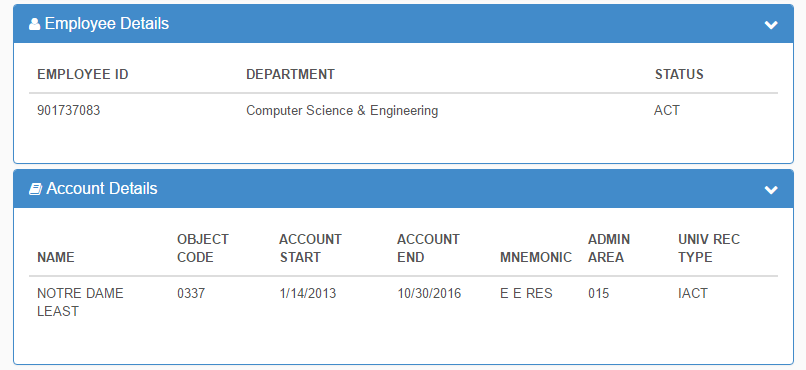 Employee Details
EMPLOYEE ID DEPARTMENT STATUS
901737083 Computer Science & Engineering ACT
Account Details
NAME OBJECT CODE ACCOUNT START ACCOUNT END MNEMONIC ADMIN AREA UNIV REC TYPE
NOTRE DAME LEAST 0337 1/14/2013 10/30/2016 E E RES 015 IACT